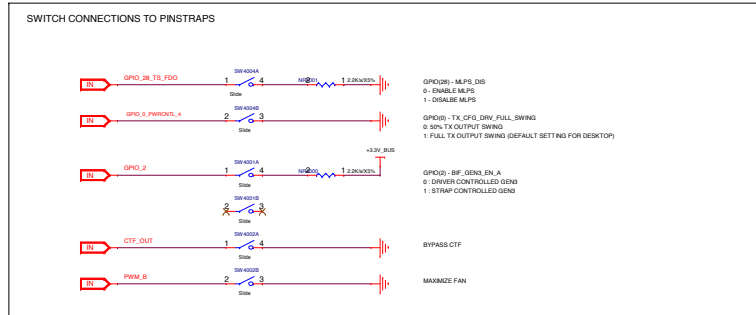 SWITCH CONNECTIONS TO PINSTRAPS
SW4004A
IN GPIO_28_TS_FDO 1 4 2 1 2.2K/e/X5%
Slide
GPIO(28) - MLPS_DIS
0 - ENABLE MLPS
1 - DISALBE MLPS
SW4004B
IN GPIO_0_PWRCNTL_4 2 3
Slide
GPIO(0) - TX_CFG_DRV_FULL_SWING
0: 50% TX OUTPUT SWING
1: FULL TX OUTPUT SWING (DEFAULT SETTING FOR DESKTOP)
+3.3V_BUS
SW4001A
IN GPIO_2 1 4 2 1 2.2K/e/X5%
Slide
GPIO(2) - BIF_GEN3_EN_A
0 : DRIVER CONTROLLED GEN3
1 : STRAP CONTROLLED GEN3
SW4001B
2 3
Slide
SW4002A
IN CTF_OUT 1 4
Slide
BYPASS CTF
SW4002B
IN PWM_B 2 3
Slide
MAXIMIZE FAN